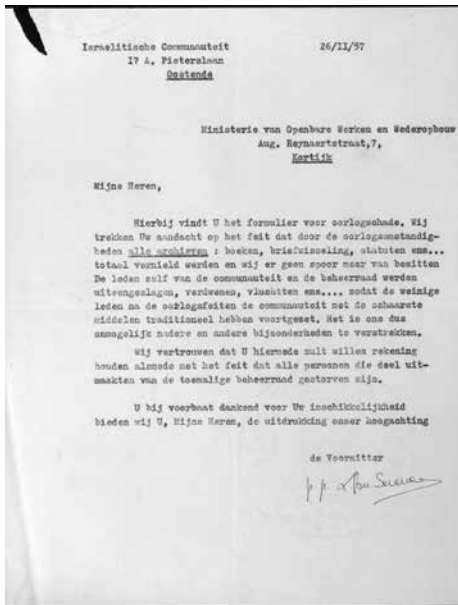 Israelitische Communauteit 26/II/57
17 A. Pieterslaan
Oostende
Ministerie van Openbare Werken en Wederopbouw
Aug. Reynaertstraat,7,
Kortijk
Mijne Heren,
Hierbij vindt U het formulier voor oorlogschade. Wij
trekken Uw aandacht op het feit dat door de oorlogsomstandig-
heden alle archieven : boeken, briefwisseling, statuten enz...
totaal vernield werden en wij er geen spoor meer van bezitten
De leden zelf van de communauteit en de beheerraad werden
uiteengeslagen, verdwenen, vluchtten enz.... zodat de weinige
leden na de oorlogsfeiten de communauteit met de schaarste
middelen traditioneel hebben voortgezet. Het is ons dus
onmogelijk nadere en andere bijzonderheden te verstrekken.
Wij vertrouwen dat U hiermede zult willen rekening
houden alsmede met het feit dat alle personen die deel uit-
maakten van de toemalige beheerraad gestorven zijn.
U bij voorbaat dankend voor Uw inschikkelijkheid
bieden wij U, Mijne Heren, de uitdrukking onzer hoogachting
de Voorzitter
p.p.